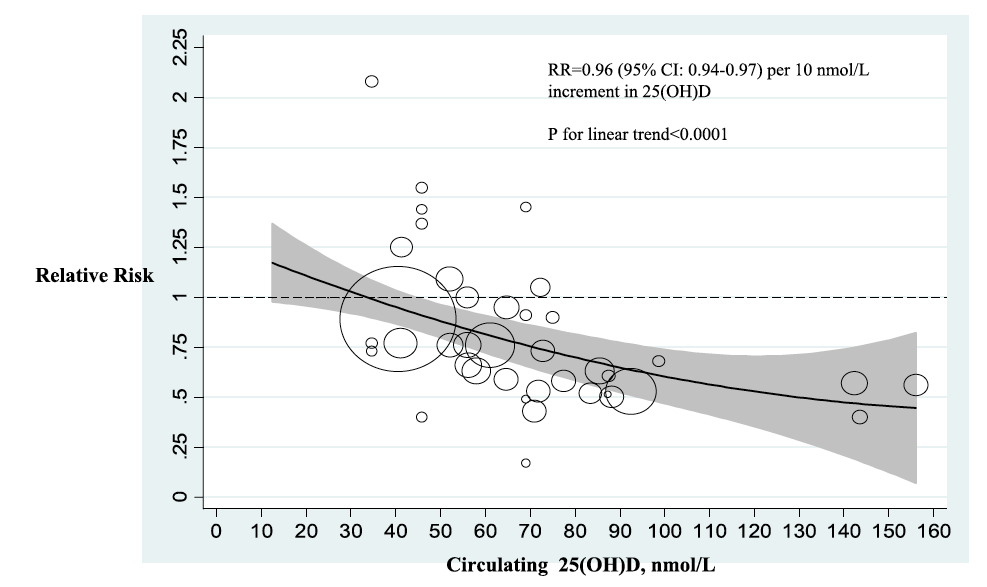 RR=0.96 (95% CI: 0.94-0.97) per 10 nmol/L
increment in 25(OH)D
P for linear trend<0.0001
2.25
2
1.75
1.5
1.25
1
.75
.5
.25
0
Relative Risk
0 10 20 30 40 50 60 70 80 90 100 110 120 130 140 150 160
Circulating 25(OH)D, nmol/L